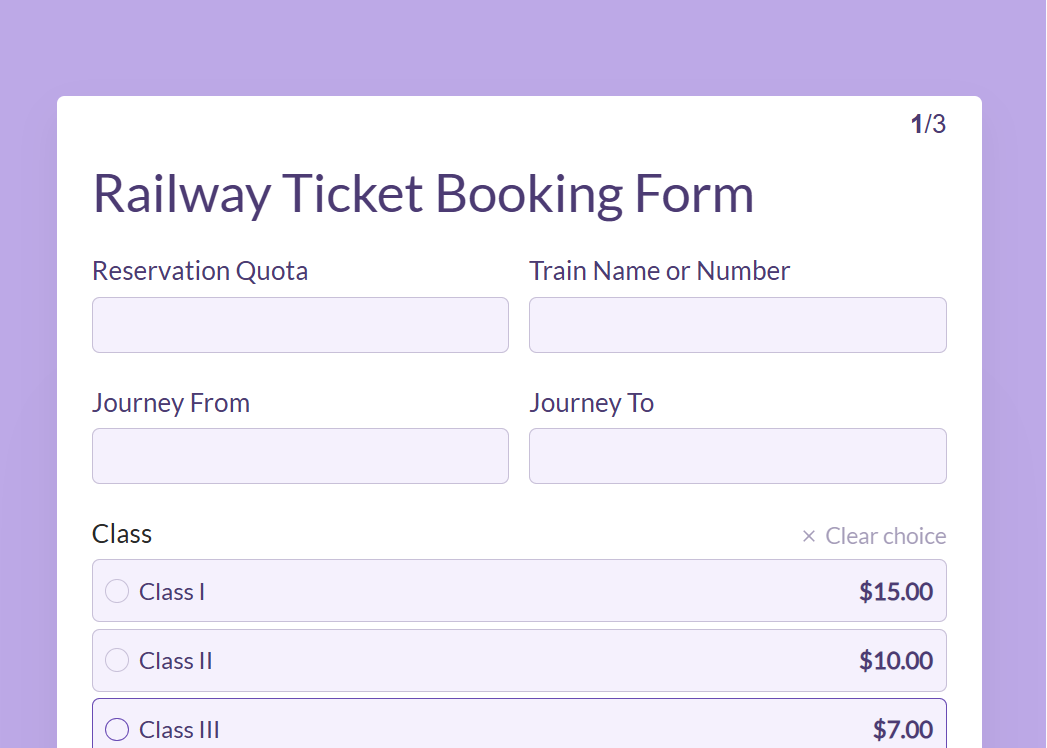 1/3
Railway Ticket Booking Form
Reservation Quota
Train Name or Number
Journey From
Journey To
Class
× Clear choice
Class I $15.00
Class II $10.00
Class III $7.00